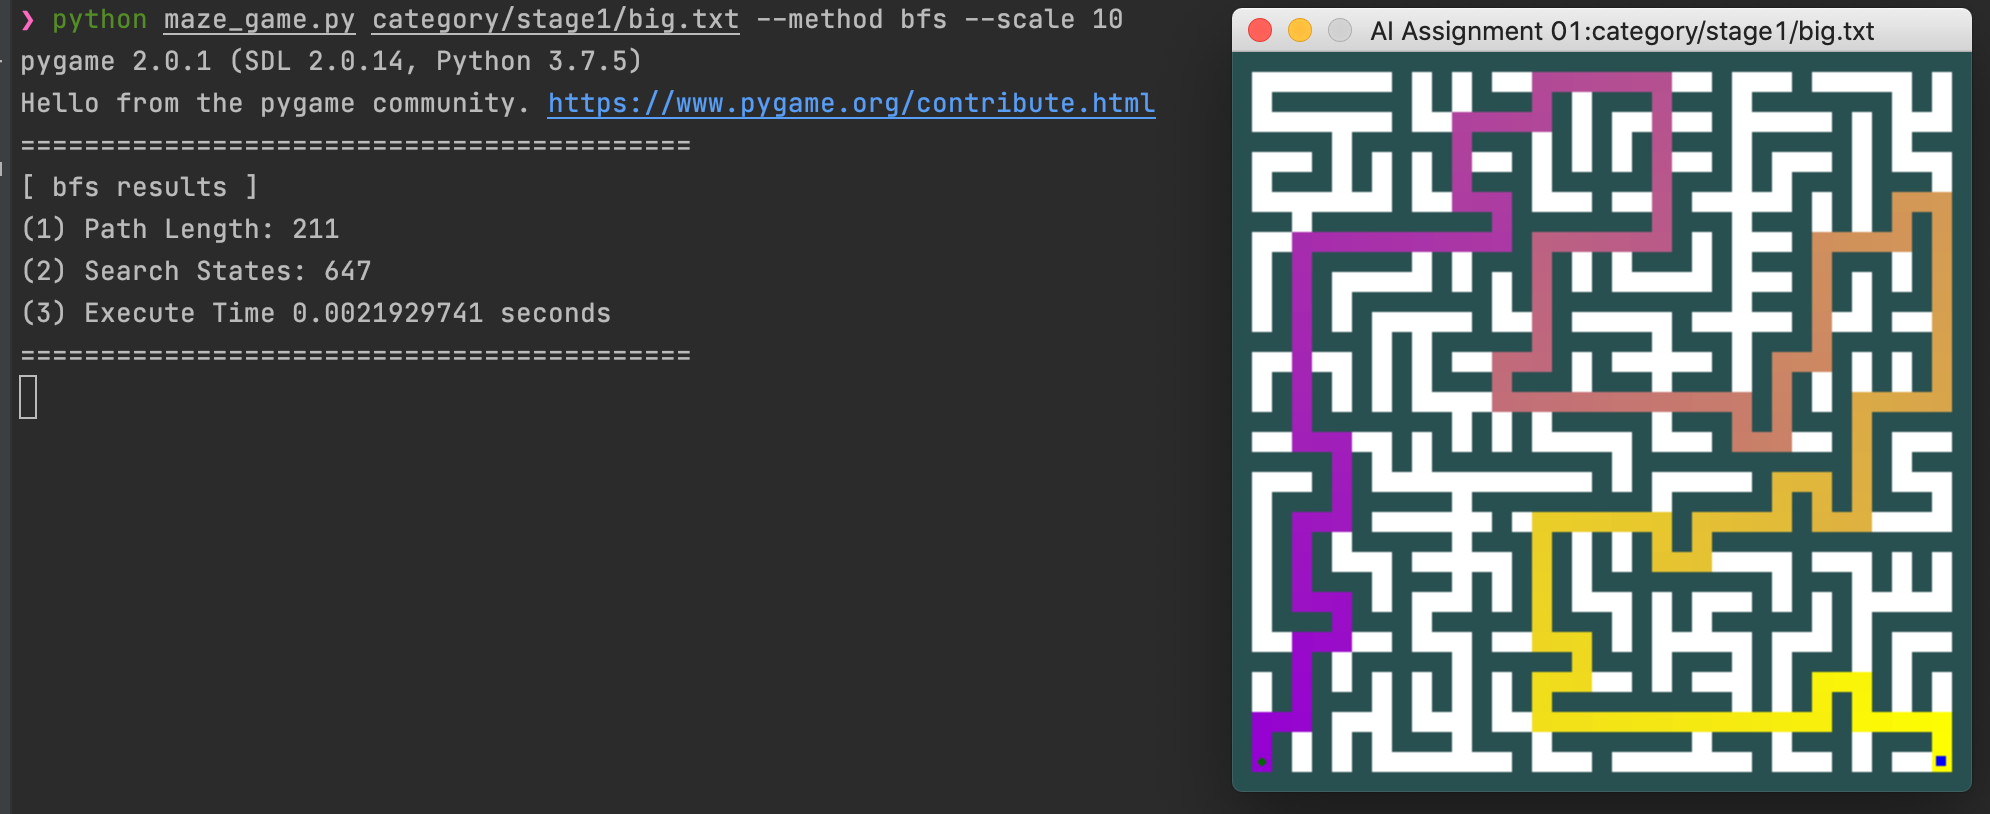 ❯ python maze_game.py category/stage1/big.txt --method bfs --scale 10
pygame 2.0.1 (SDL 2.0.14, Python 3.7.5)
Hello from the pygame community. https://www.pygame.org/contribute.html
==========================================
[ bfs results ]
(1) Path Length: 211
(2) Search States: 647
(3) Execute Time 0.0021929741 seconds
==========================================
AI Assignment 01:category/stage1/big.txt